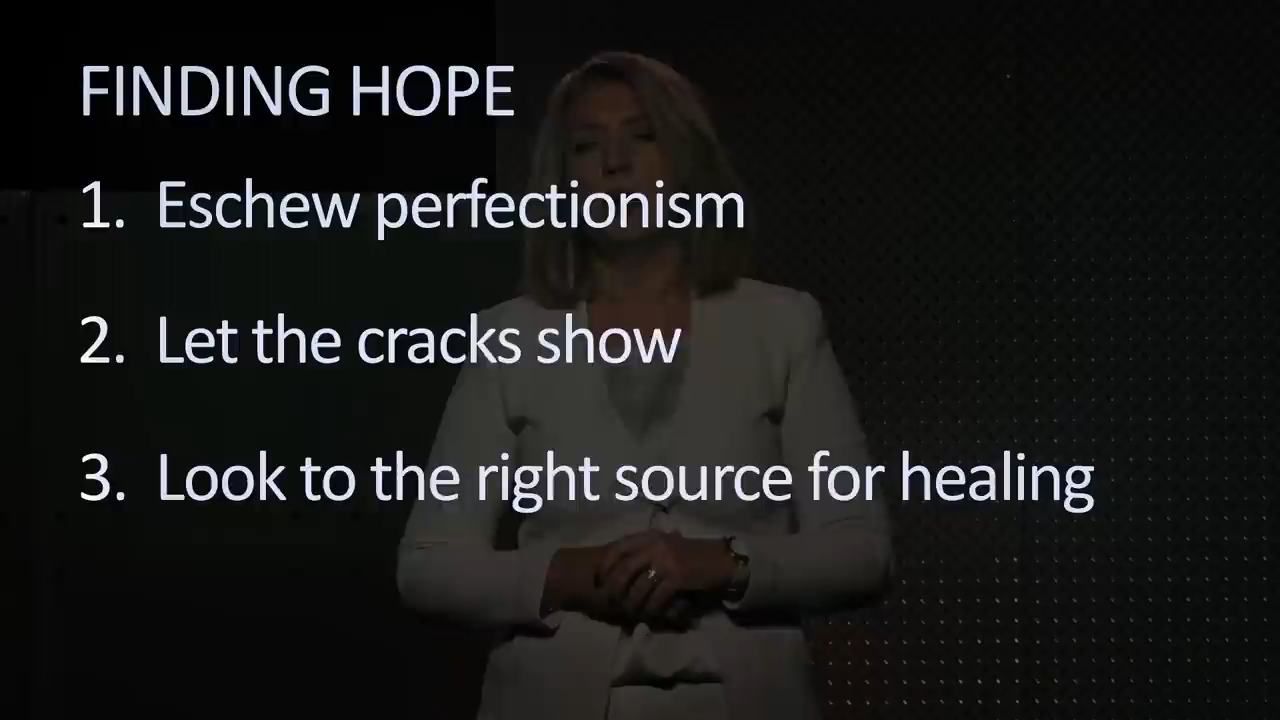 FINDING HOPE
1. Eschew perfectionism
2. Let the cracks show
3. Look to the right source for healing